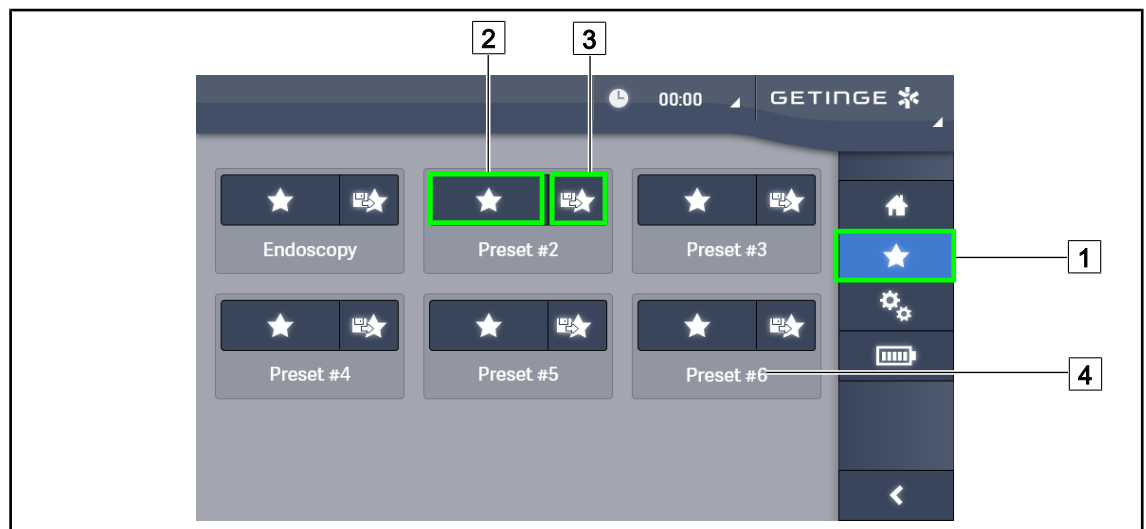 2 3
00:00 GETINGE
Endoscopy Preset #2 Preset #3
1
Preset #4 Preset #5 Preset #6
4